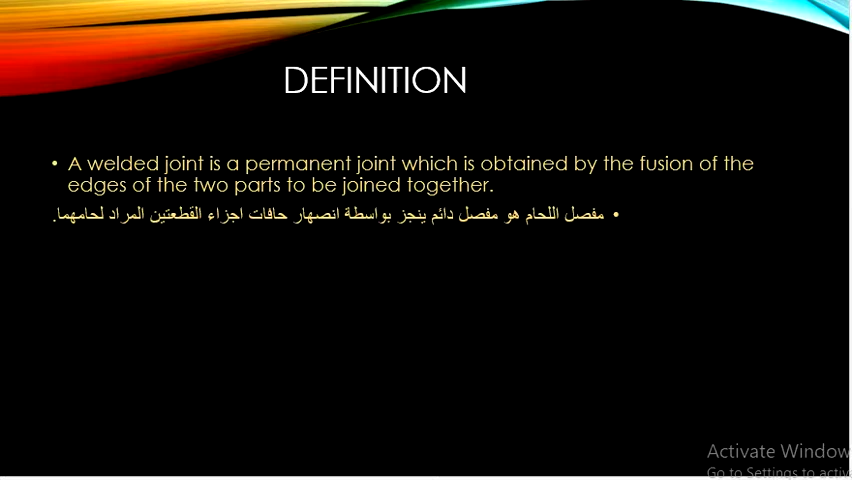 DEFINITION
• A welded joint is a permanent joint which is obtained by the fusion of the
edges of the two parts to be joined together.
• مفصل اللحام هو مفصل دائم ينجز بواسطة انصهار حافات اجزاء القطعتين المراد لحامهما.
Activate Window
Go to Settings to activ